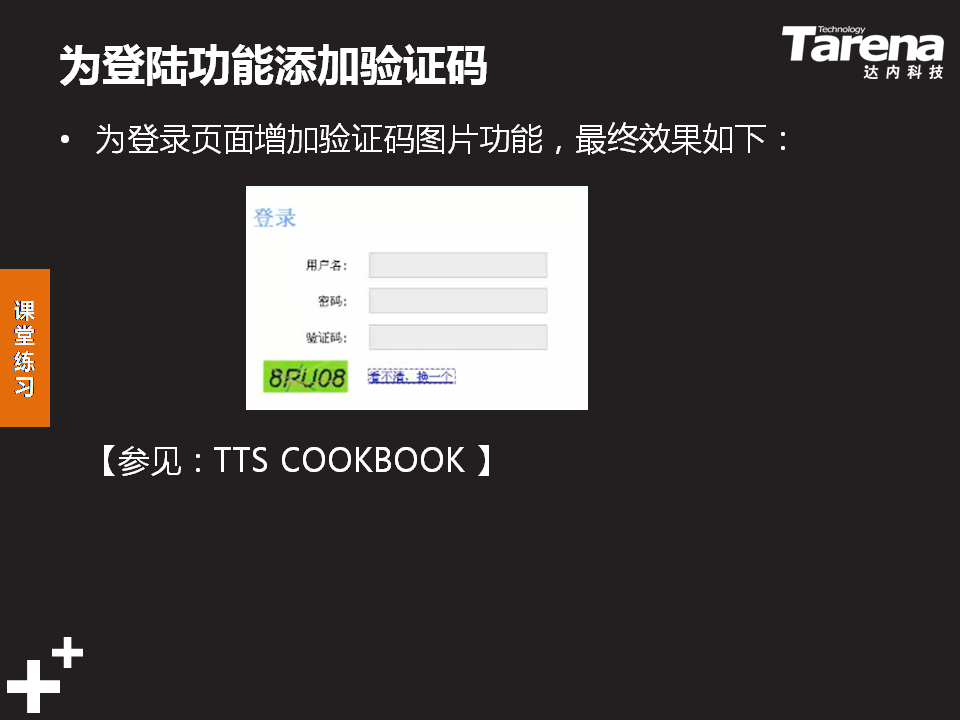 为登陆功能添加验证码
Technology
Tarena
达内科技
• 为登录页面增加验证码图片功能，最终效果如下：
登录
用户名：
密码：
验证码：
8PU08 看不清、换一个
课堂练习
【参见：TTS COOKBOOK 】